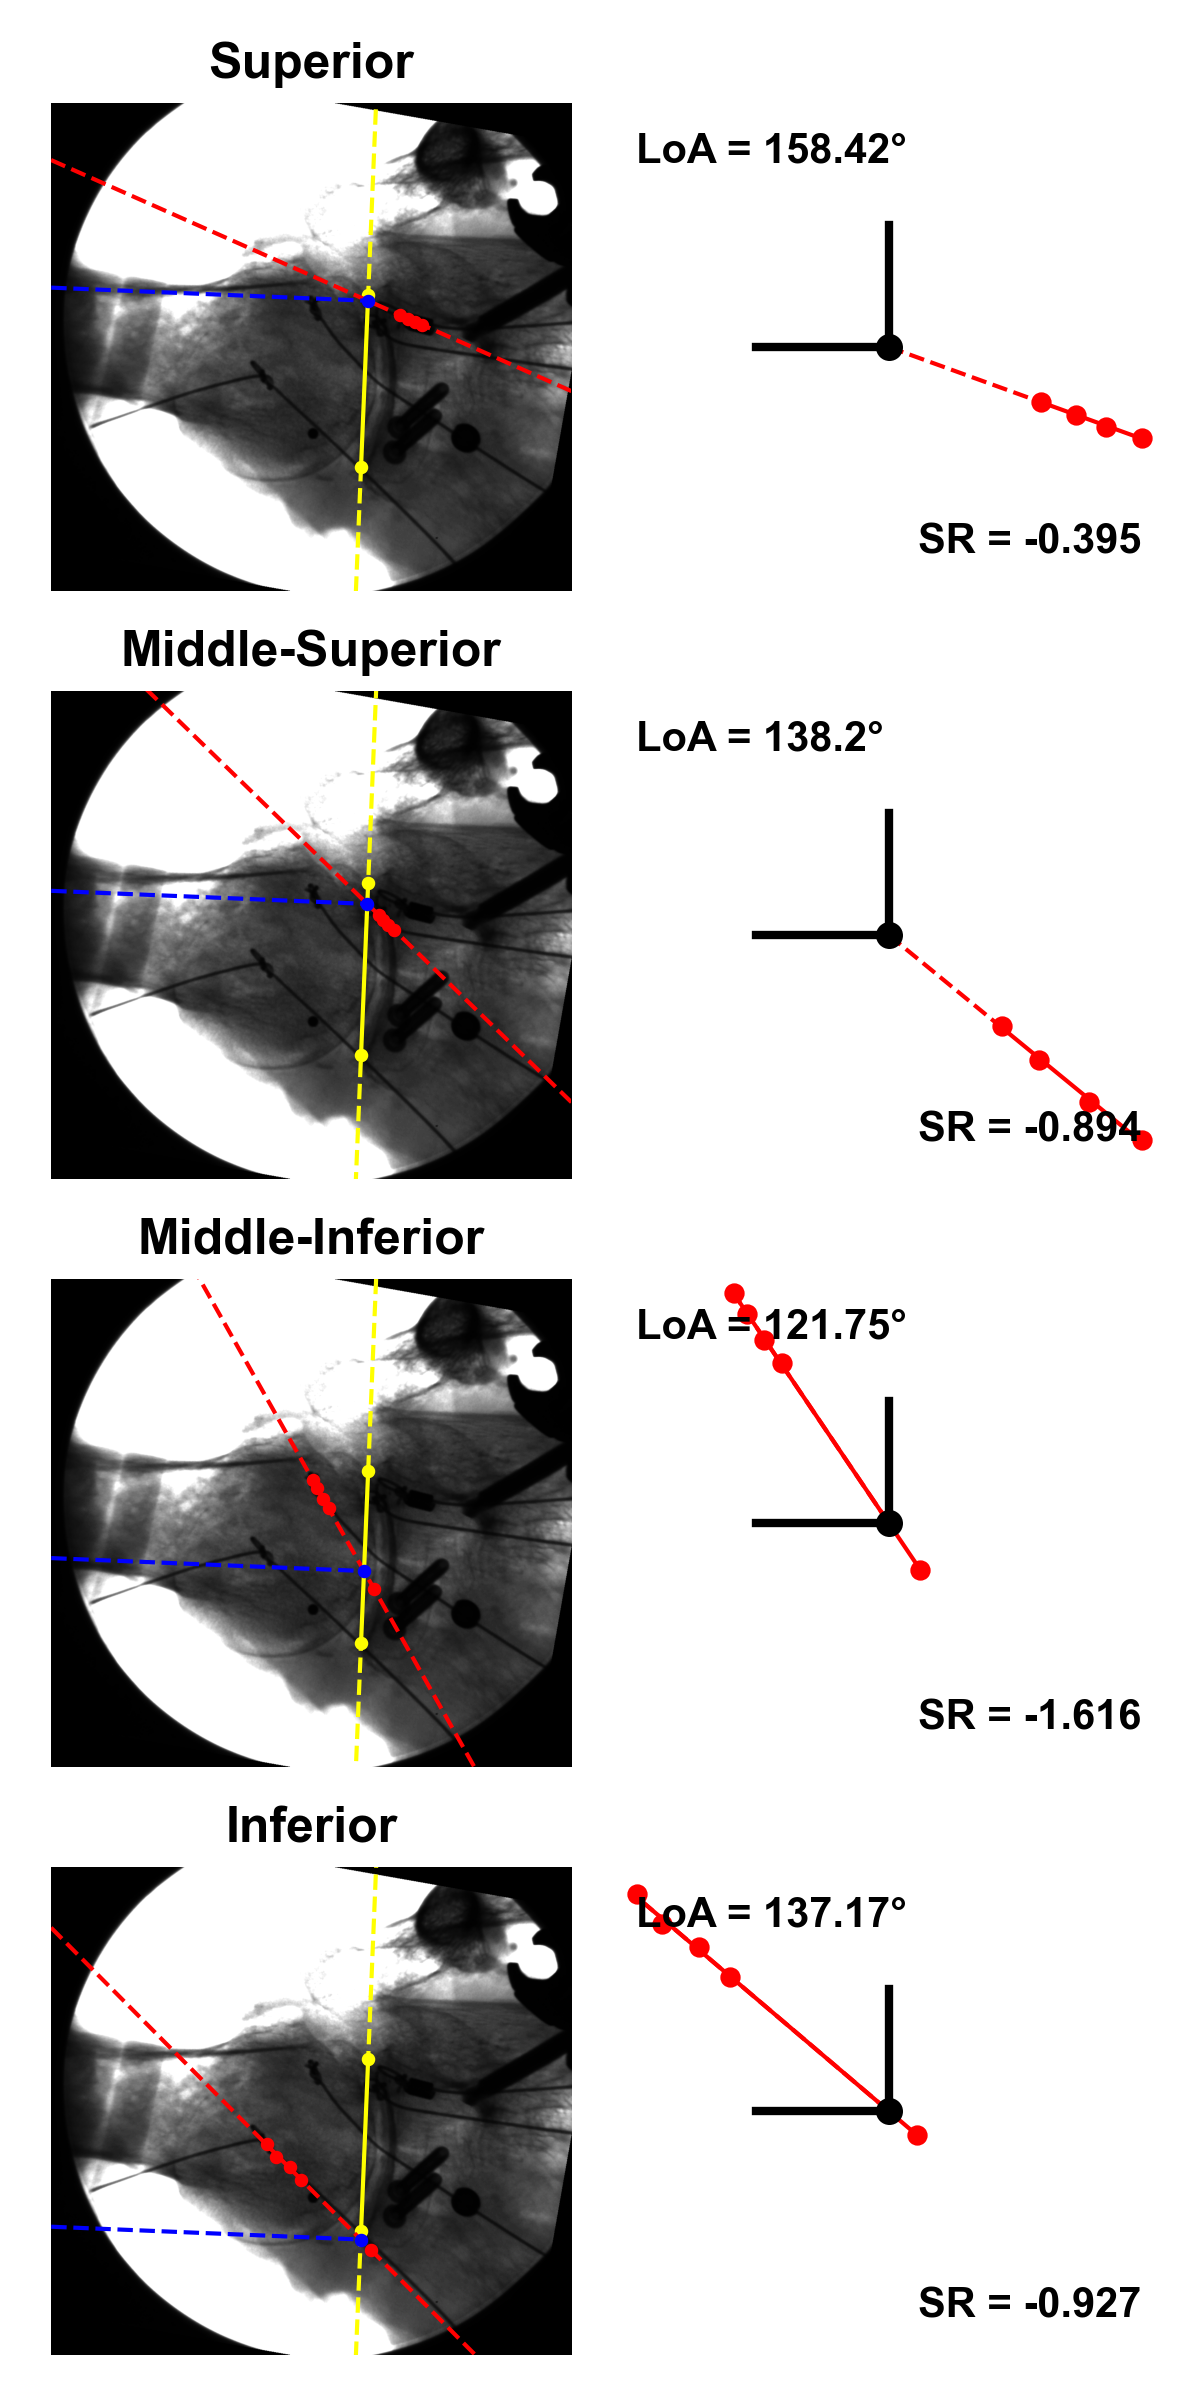 Superior
LoA = 158.42°
SR = -0.395
Middle-Superior
LoA = 138.2°
SR = -0.894
Middle-Inferior
LoA = 121.75°
SR = -1.616
Inferior
LoA = 137.17°
SR = -0.927